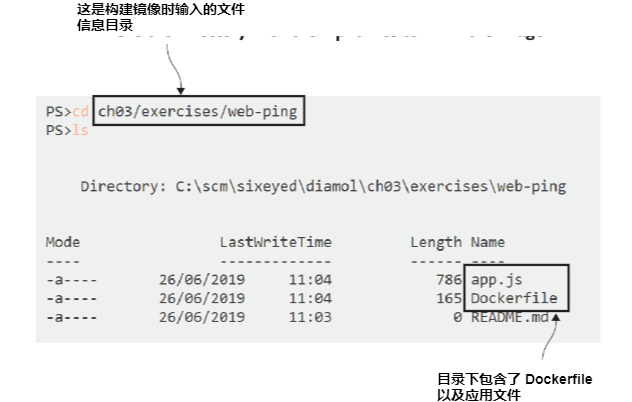 这是构建镜像时输入的文件
信息目录
PS>cd ch03/exercises/web-ping
PS>ls
Directory: C:\scm\sixeyed\diamol\ch03\exercises\web-ping
Mode LastWriteTime Length Name
---- ------------- ------ ----
-a---- 26/06/2019 11:04 786 app.js
-a---- 26/06/2019 11:04 165 Dockerfile
-a---- 26/06/2019 11:03 0 README.md
目录下包含了 Dockerfile
以及应用文件